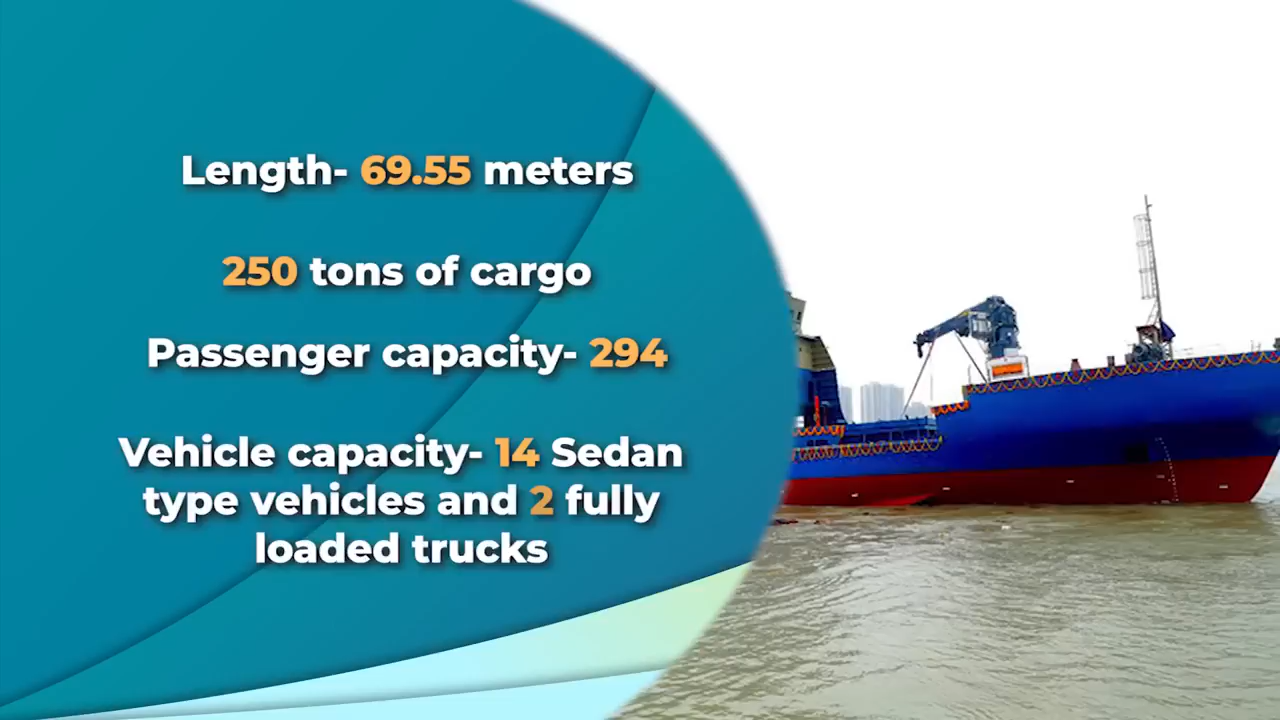 Length- 69.55 meters
250 tons of cargo
Passenger capacity- 294
Vehicle capacity- 14 Sedan
type vehicles and 2 fully
loaded trucks